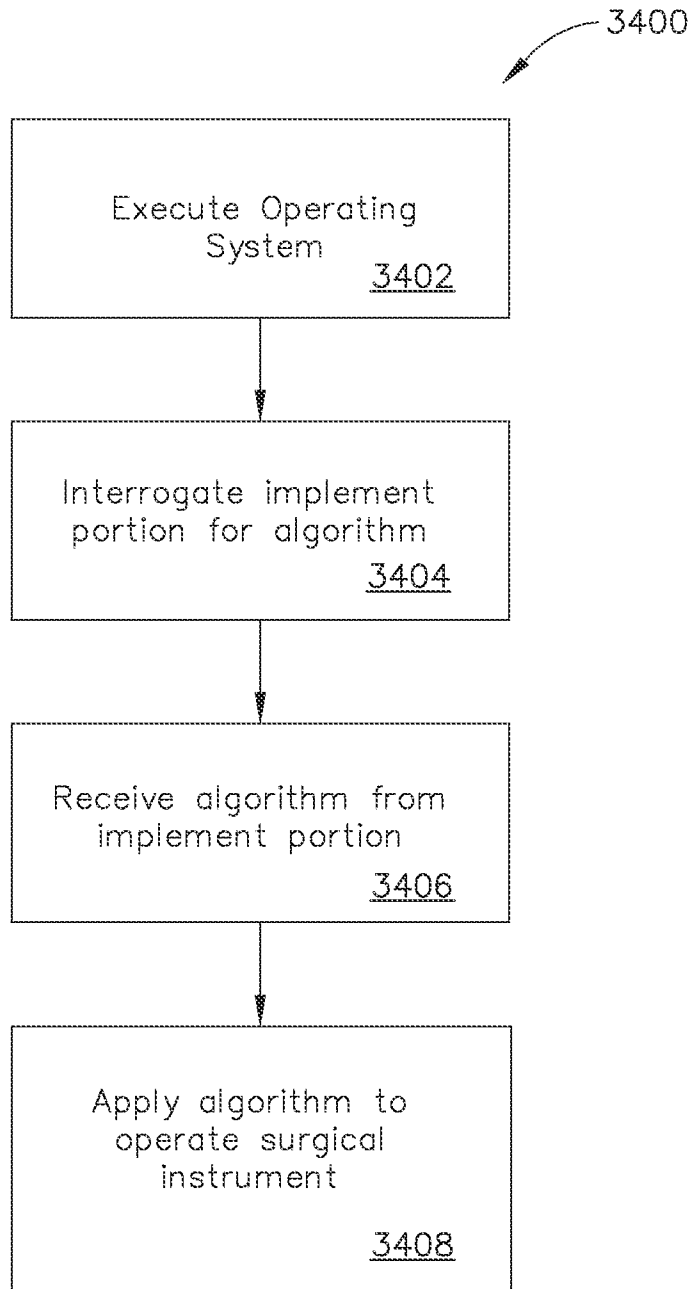 3400
Execute Operating
System
3402
Interrogate implement
portion for algorithm
3404
Receive algorithm from
implement portion
3406
Apply algorithm to
operate surgical
instrument
3408